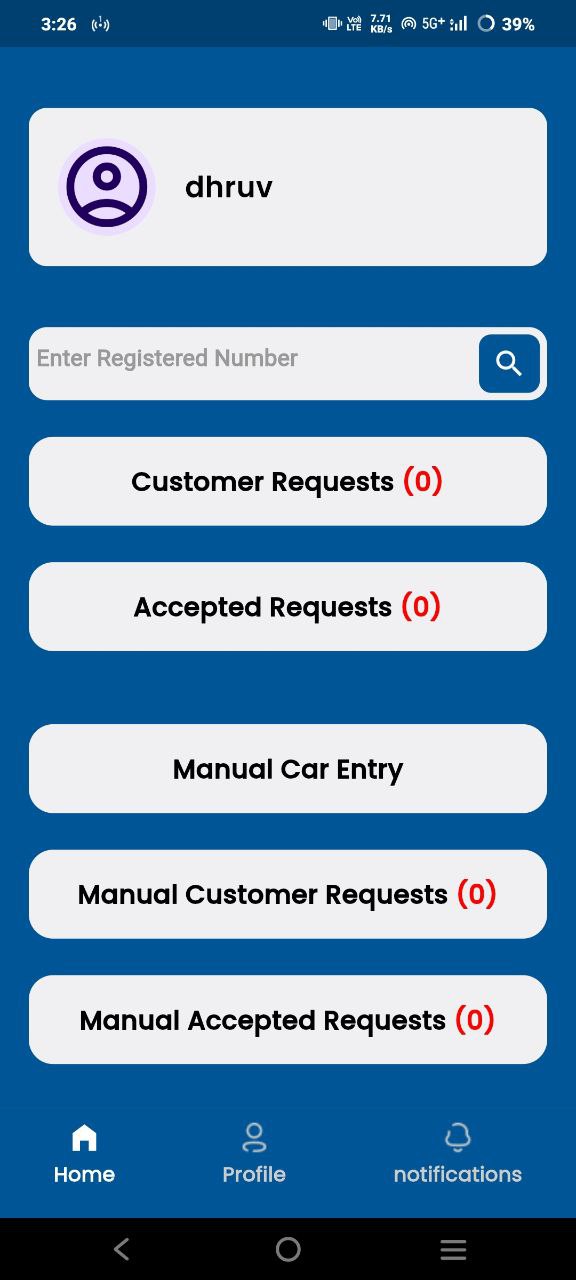 3:26
Vo) LTE 7.71 KB/s 5G+ 39%
dhruv
Enter Registered Number
Customer Requests (0)
Accepted Requests (0)
Manual Car Entry
Manual Customer Requests (0)
Manual Accepted Requests (0)
Home Profile notifications